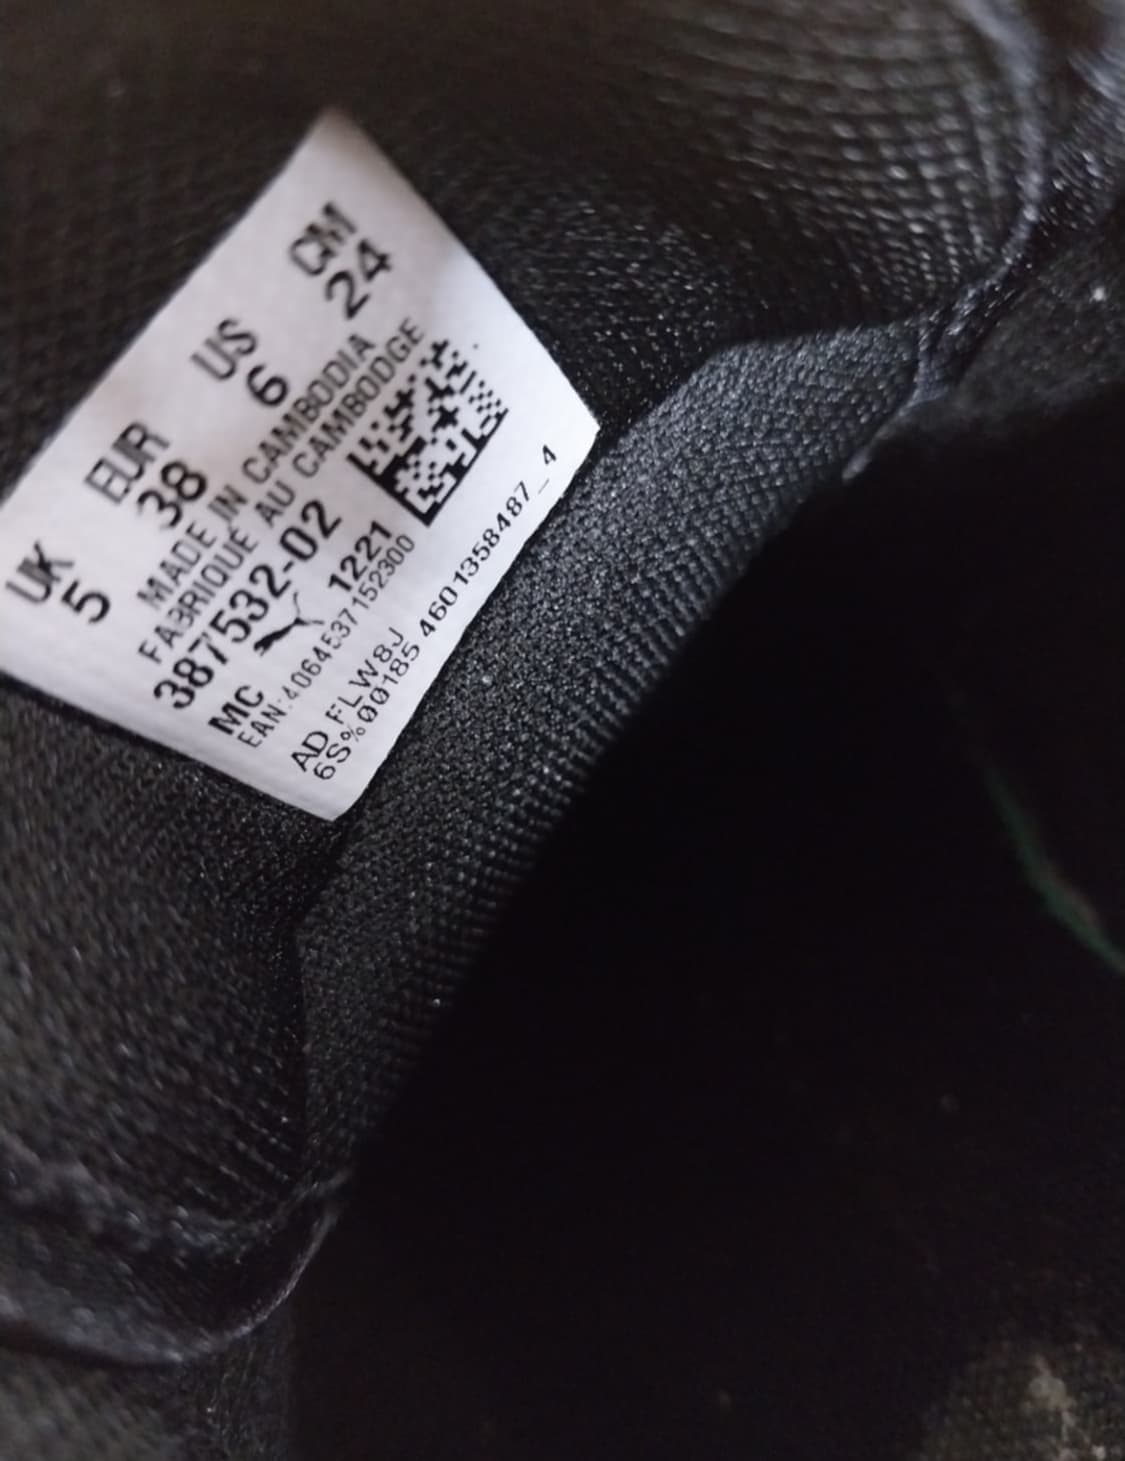 UK EUR US CM
5 38 6 24
MADE IN CAMBODIA
FABRIQUE AU CAMBODGE
387532-02
MC 1221
EAN:4064537152300
AD FLW8J
6S%00185 4601358487_4